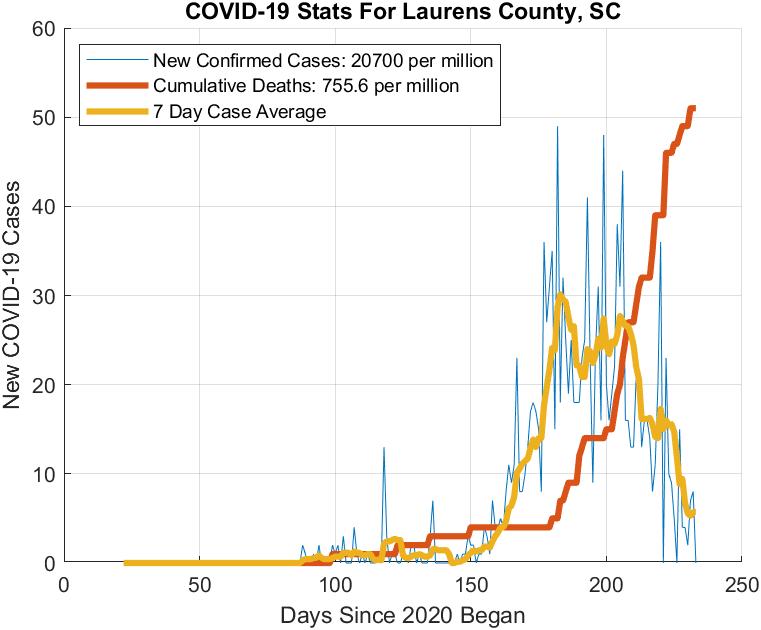 COVID-19 Stats For Laurens County, SC
New Confirmed Cases: 20700 per million
Cumulative Deaths: 755.6 per million
7 Day Case Average
New COVID-19 Cases
60
50
40
30
20
10
0
0 50 100 150 200 250
Days Since 2020 Began